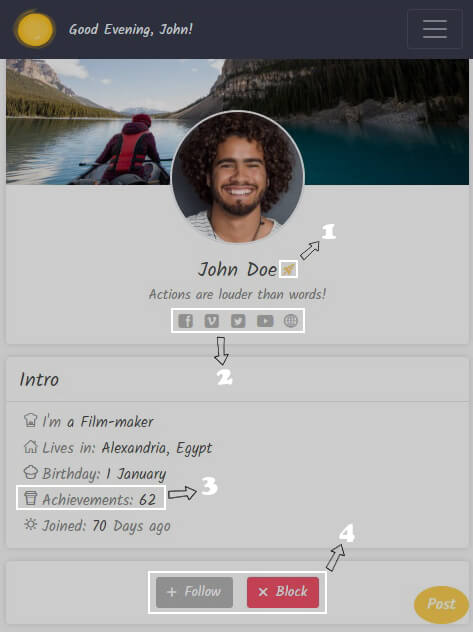 Good Evening, John!
1
John Doe
Actions are louder than words!
2
Intro
I'm a Film-maker
Lives in: Alexandria, Egypt
Birthday: 1 January
Achievements: 62
3
Joined: 70 Days ago
4
+ Follow
× Block
Post